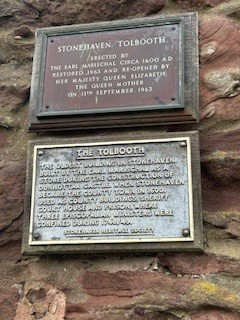 STONEHAVEN TOLBOOTH
ERECTED BY
THE EARL MARISCHAL CIRCA 1600 A.D.
RESTORED 1963 AND RE-OPENED BY
HER MAJESTY QUEEN ELIZABETH
THE QUEEN MOTHER
ON 11TH SEPTEMBER 1963
THE TOLBOOTH
THE OLDEST BUILDING IN STONEHAVEN
BUILT BY THE EARL MARISCHAL AS A
STORE DURING THE CONSTRUCTION OF
DUNNOTTAR CASTLE. WHEN STONEHAVEN
BECAME THE COUNTY TOWN IN 1600,
USED AS COUNTY BUILDINGS, SHERIFF
COURT HOUSE AND PRISON, WHERE
THREE EPISCOPALIAN MINISTERS WERE
CONFINED DURING 1748/49.
STONEHAVEN HERITAGE SOCIETY